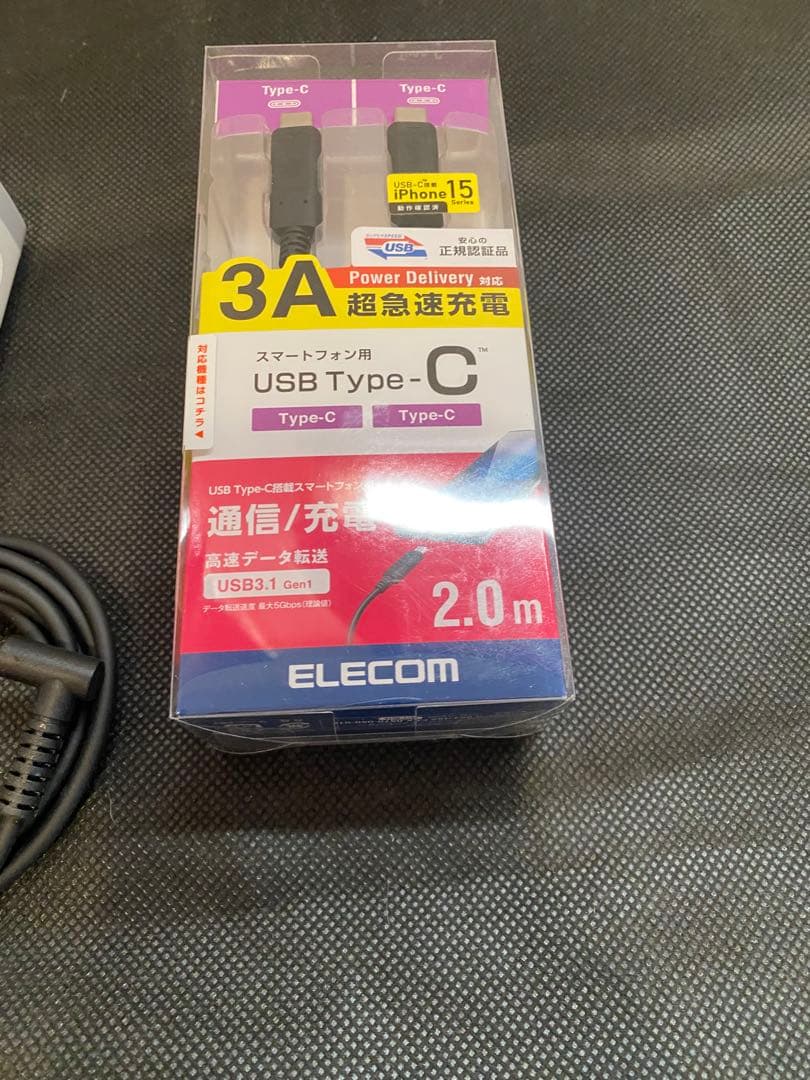 Type-C
Type-C
USB-C搭載
iPhone 15
Series
動作確認済
SUPERSPEED
USB
安心の
正規認証品
3A
Power Delivery 対応
超急速充電
対応機種はコチラ
スマートフォン用
USB Type-C™
Type-C
Type-C
USB Type-C搭載スマートフォン
通信/充電
高速データ転送
USB3.1 Gen1
データ転送速度 最大5Gbps(理論値)
2.0m
ELECOM